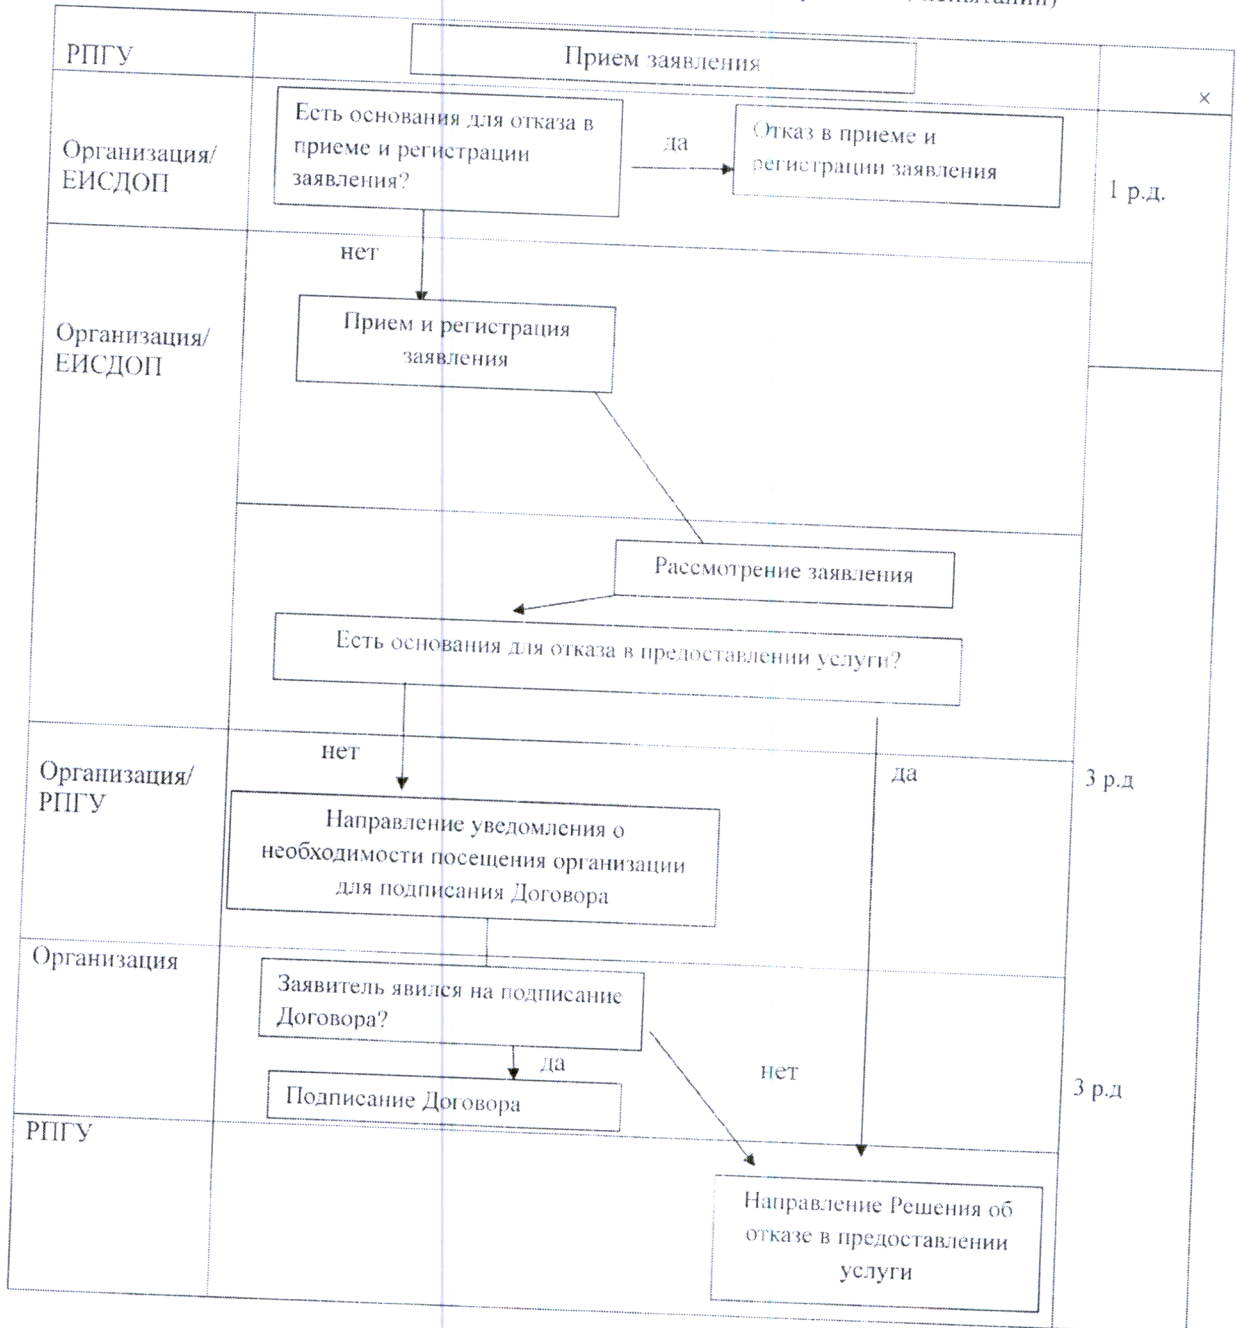 РПГУ
Прием заявления
×
Организация/
ЕИСДОП
Есть основания для отказа в
приеме и регистрации
заявления?
да
Отказ в приеме и
регистрации заявления
1 р.д.
нет
Организация/
ЕИСДОП
Прием и регистрация
заявления
Рассмотрение заявления
Есть основания для отказа в предоставлении услуги?
нет
да
3 р.д
Организация/
РПГУ
Направление уведомления о
необходимости посещения организации
для подписания Договора
Организация
Заявитель явился на подписание
Договора?
да
нет
3 р.д
Подписание Договора
РПГУ
Направление Решения об
отказе в предоставлении
услуги